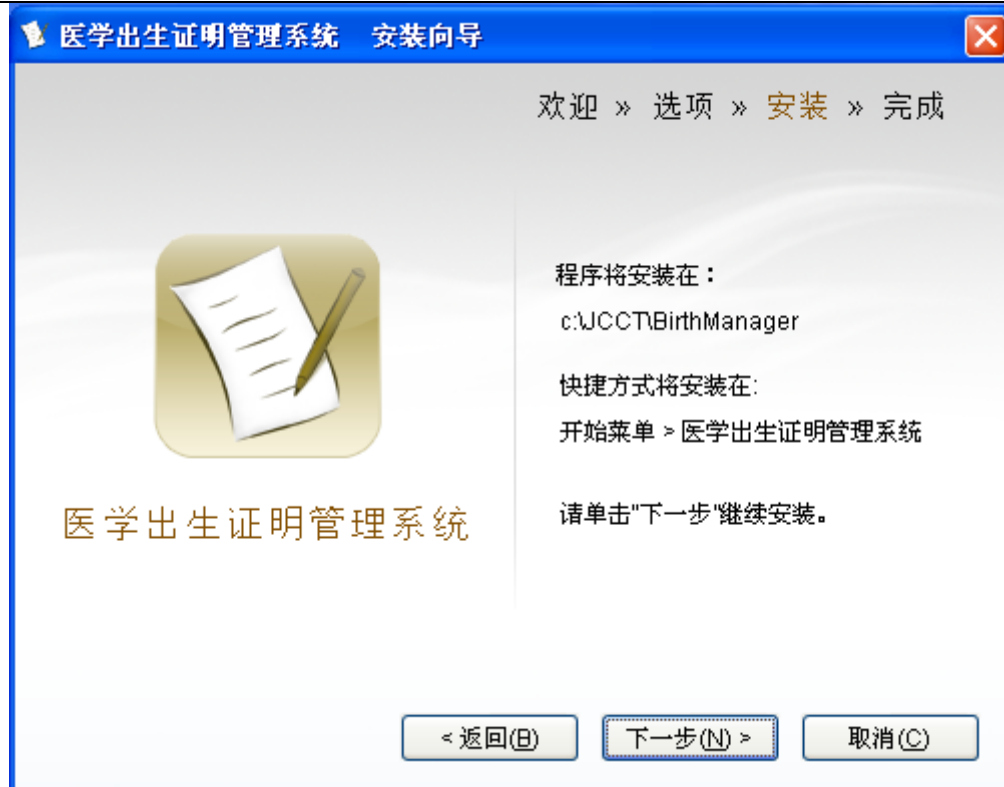 医学出生证明管理系统 安装向导
欢迎 » 选项 » 安装 » 完成
程序将安装在：
c:\JCCT\BirthManager
快捷方式将安装在:
开始菜单 > 医学出生证明管理系统
请单击"下一步"继续安装。
医学出生证明管理系统
< 返回(B)
下一步(N) >
取消(C)